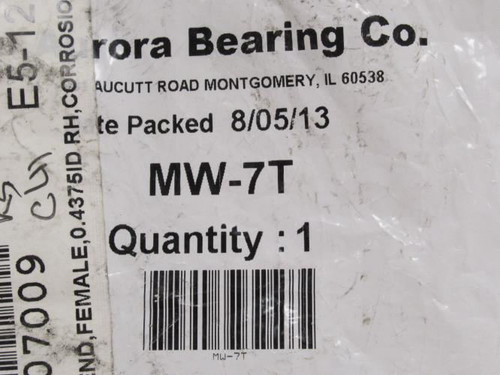 rora Bearing Co.
AUCUTT ROAD MONTGOMERY, IL 60538
te Packed 8/05/13
MW-7T
Quantity : 1
MW-7T
E5-12
07009
END,FEMALE,0.4375ID RH,CORROSIO